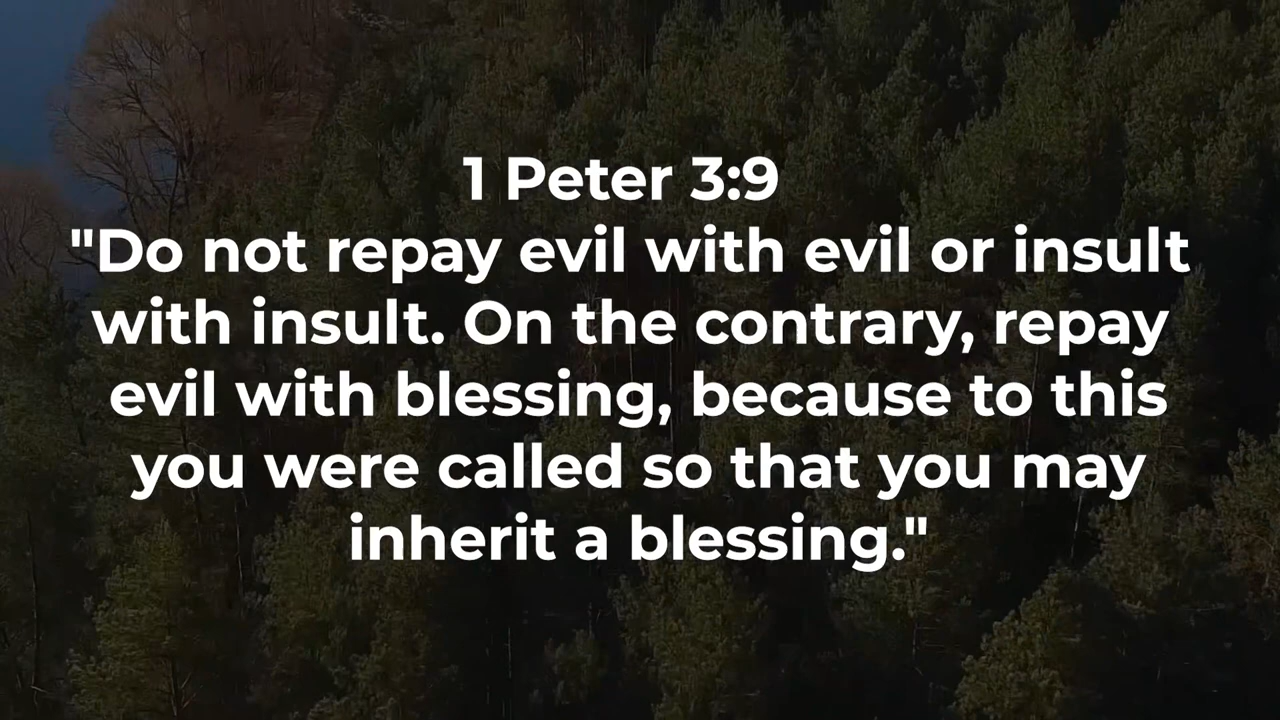 1 Peter 3:9
"Do not repay evil with evil or insult
with insult. On the contrary, repay
evil with blessing, because to this
you were called so that you may
inherit a blessing."